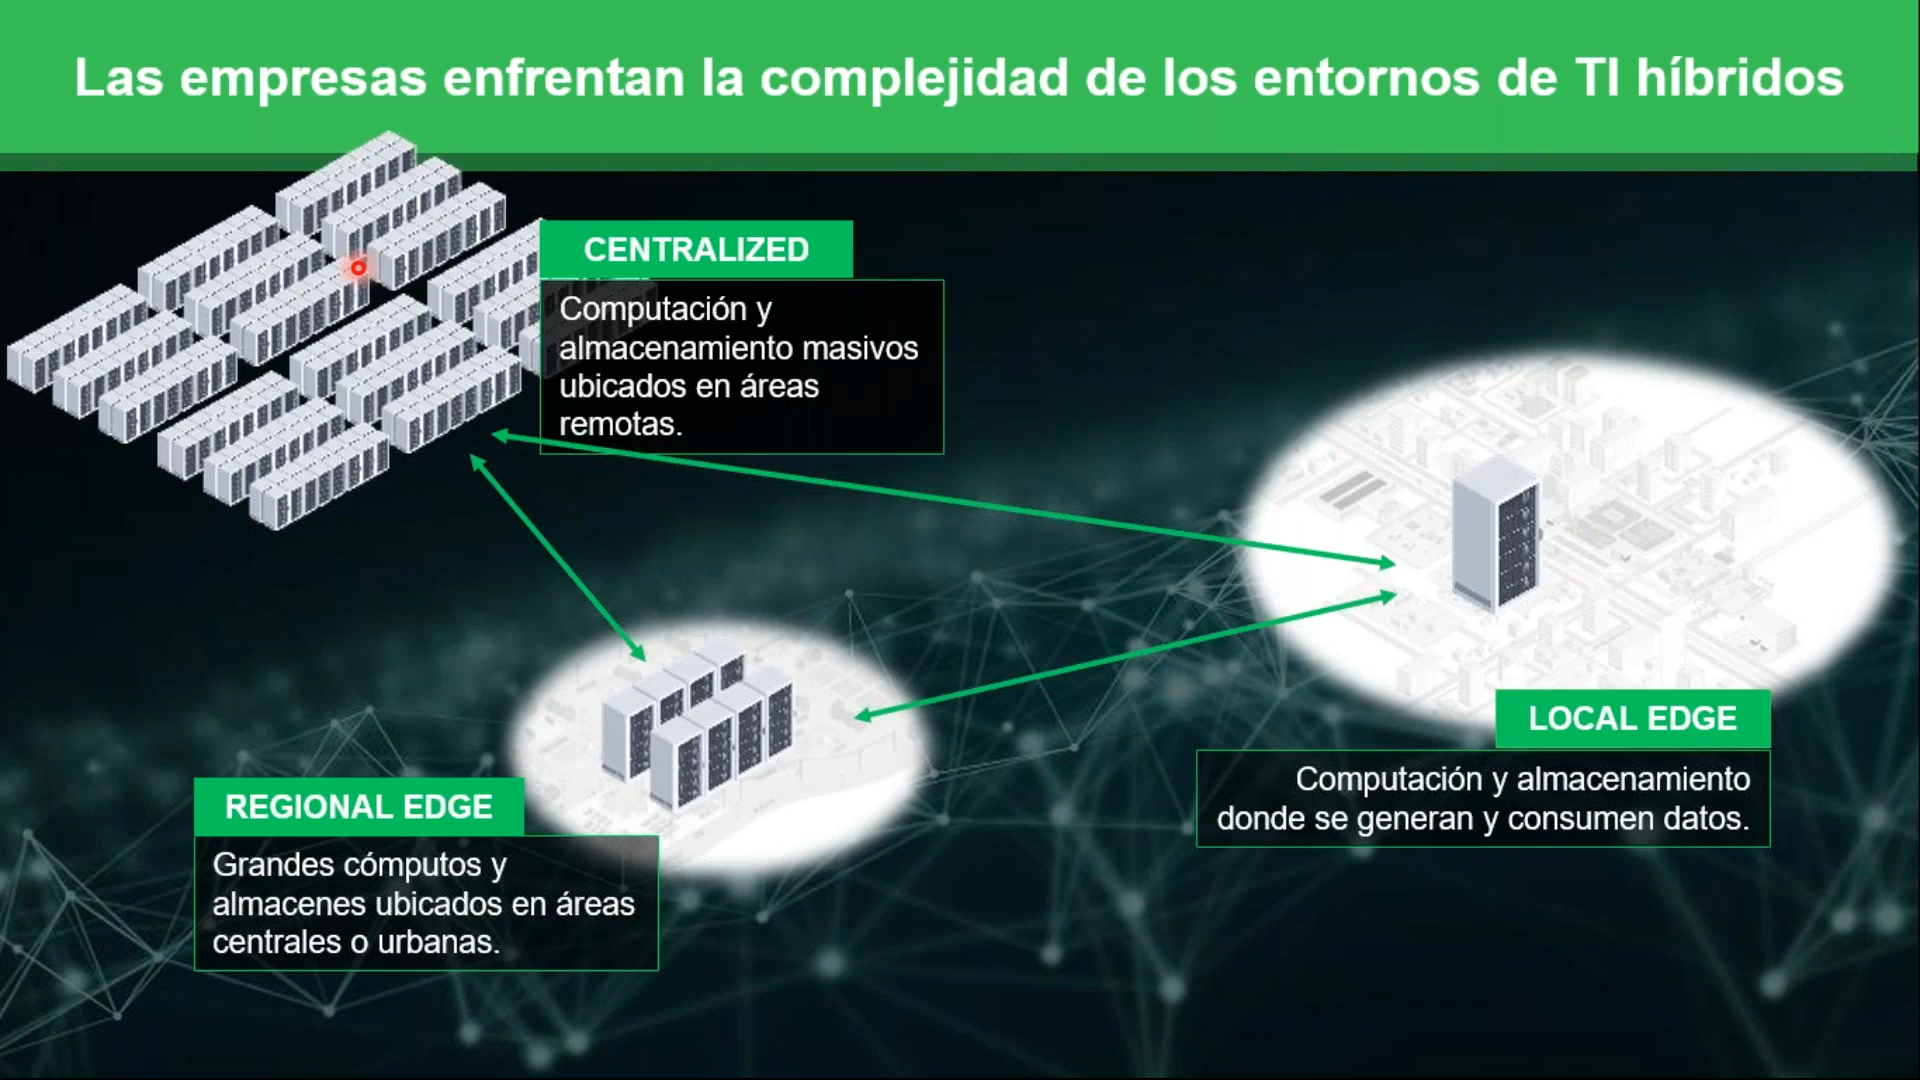 Las empresas enfrentan la complejidad de los entornos de TI híbridos
CENTRALIZED
Computación y
almacenamiento masivos
ubicados en áreas
remotas.
LOCAL EDGE
Computación y almacenamiento
donde se generan y consumen datos.
REGIONAL EDGE
Grandes cómputos y
almacenes ubicados en áreas
centrales o urbanas.